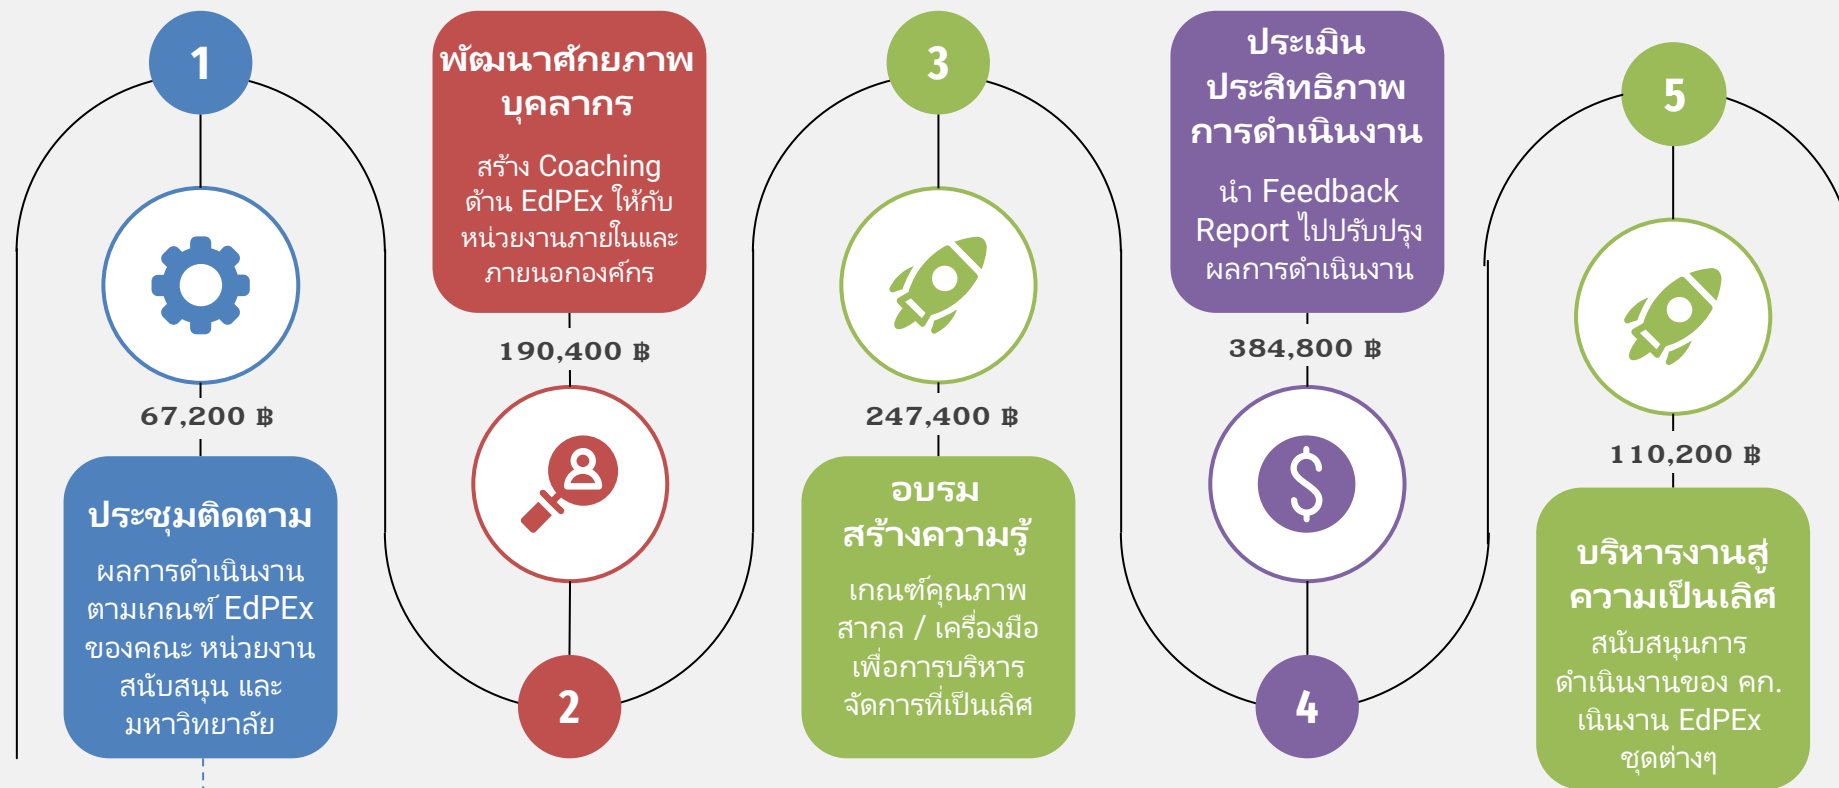 1
67,200 ฿
ประชุมติดตาม
ผลการดำเนินงาน
ตามเกณฑ์ EdPEx
ของคณะ หน่วยงาน
สนับสนุน และ
มหาวิทยาลัย
พัฒนาศักยภาพ
บุคลากร
สร้าง Coaching
ด้าน EdPEx ให้กับ
หน่วยงานภายในและ
ภายนอกองค์กร
190,400 ฿
2
3
247,400 ฿
อบรม
สร้างความรู้
เกณฑ์คุณภาพ
สากล / เครื่องมือ
เพื่อการบริหาร
จัดการที่เป็นเลิศ
ประเมิน
ประสิทธิภาพ
การดำเนินงาน
นำ Feedback
Report ไปปรับปรุง
ผลการดำเนินงาน
384,800 ฿
4
5
110,200 ฿
บริหารงานสู่
ความเป็นเลิศ
สนับสนุนการ
ดำเนินงานของ คก.
เนินงาน EdPEx
ชุดต่างๆ